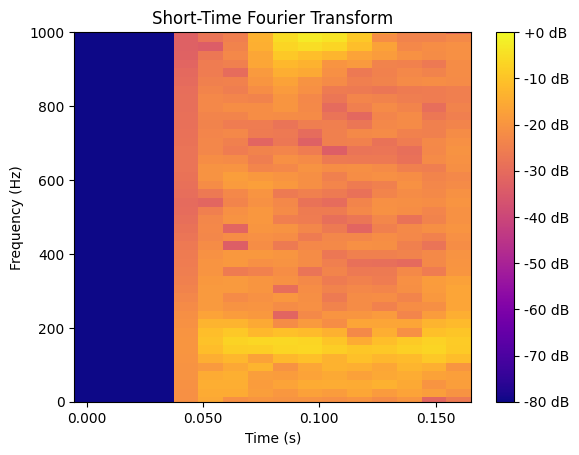 Short-Time Fourier Transform
1000
800
600
400
200
0
Frequency (Hz)
0.000
0.050
0.100
0.150
Time (s)
+0 dB
-10 dB
-20 dB
-30 dB
-40 dB
-50 dB
-60 dB
-70 dB
-80 dB